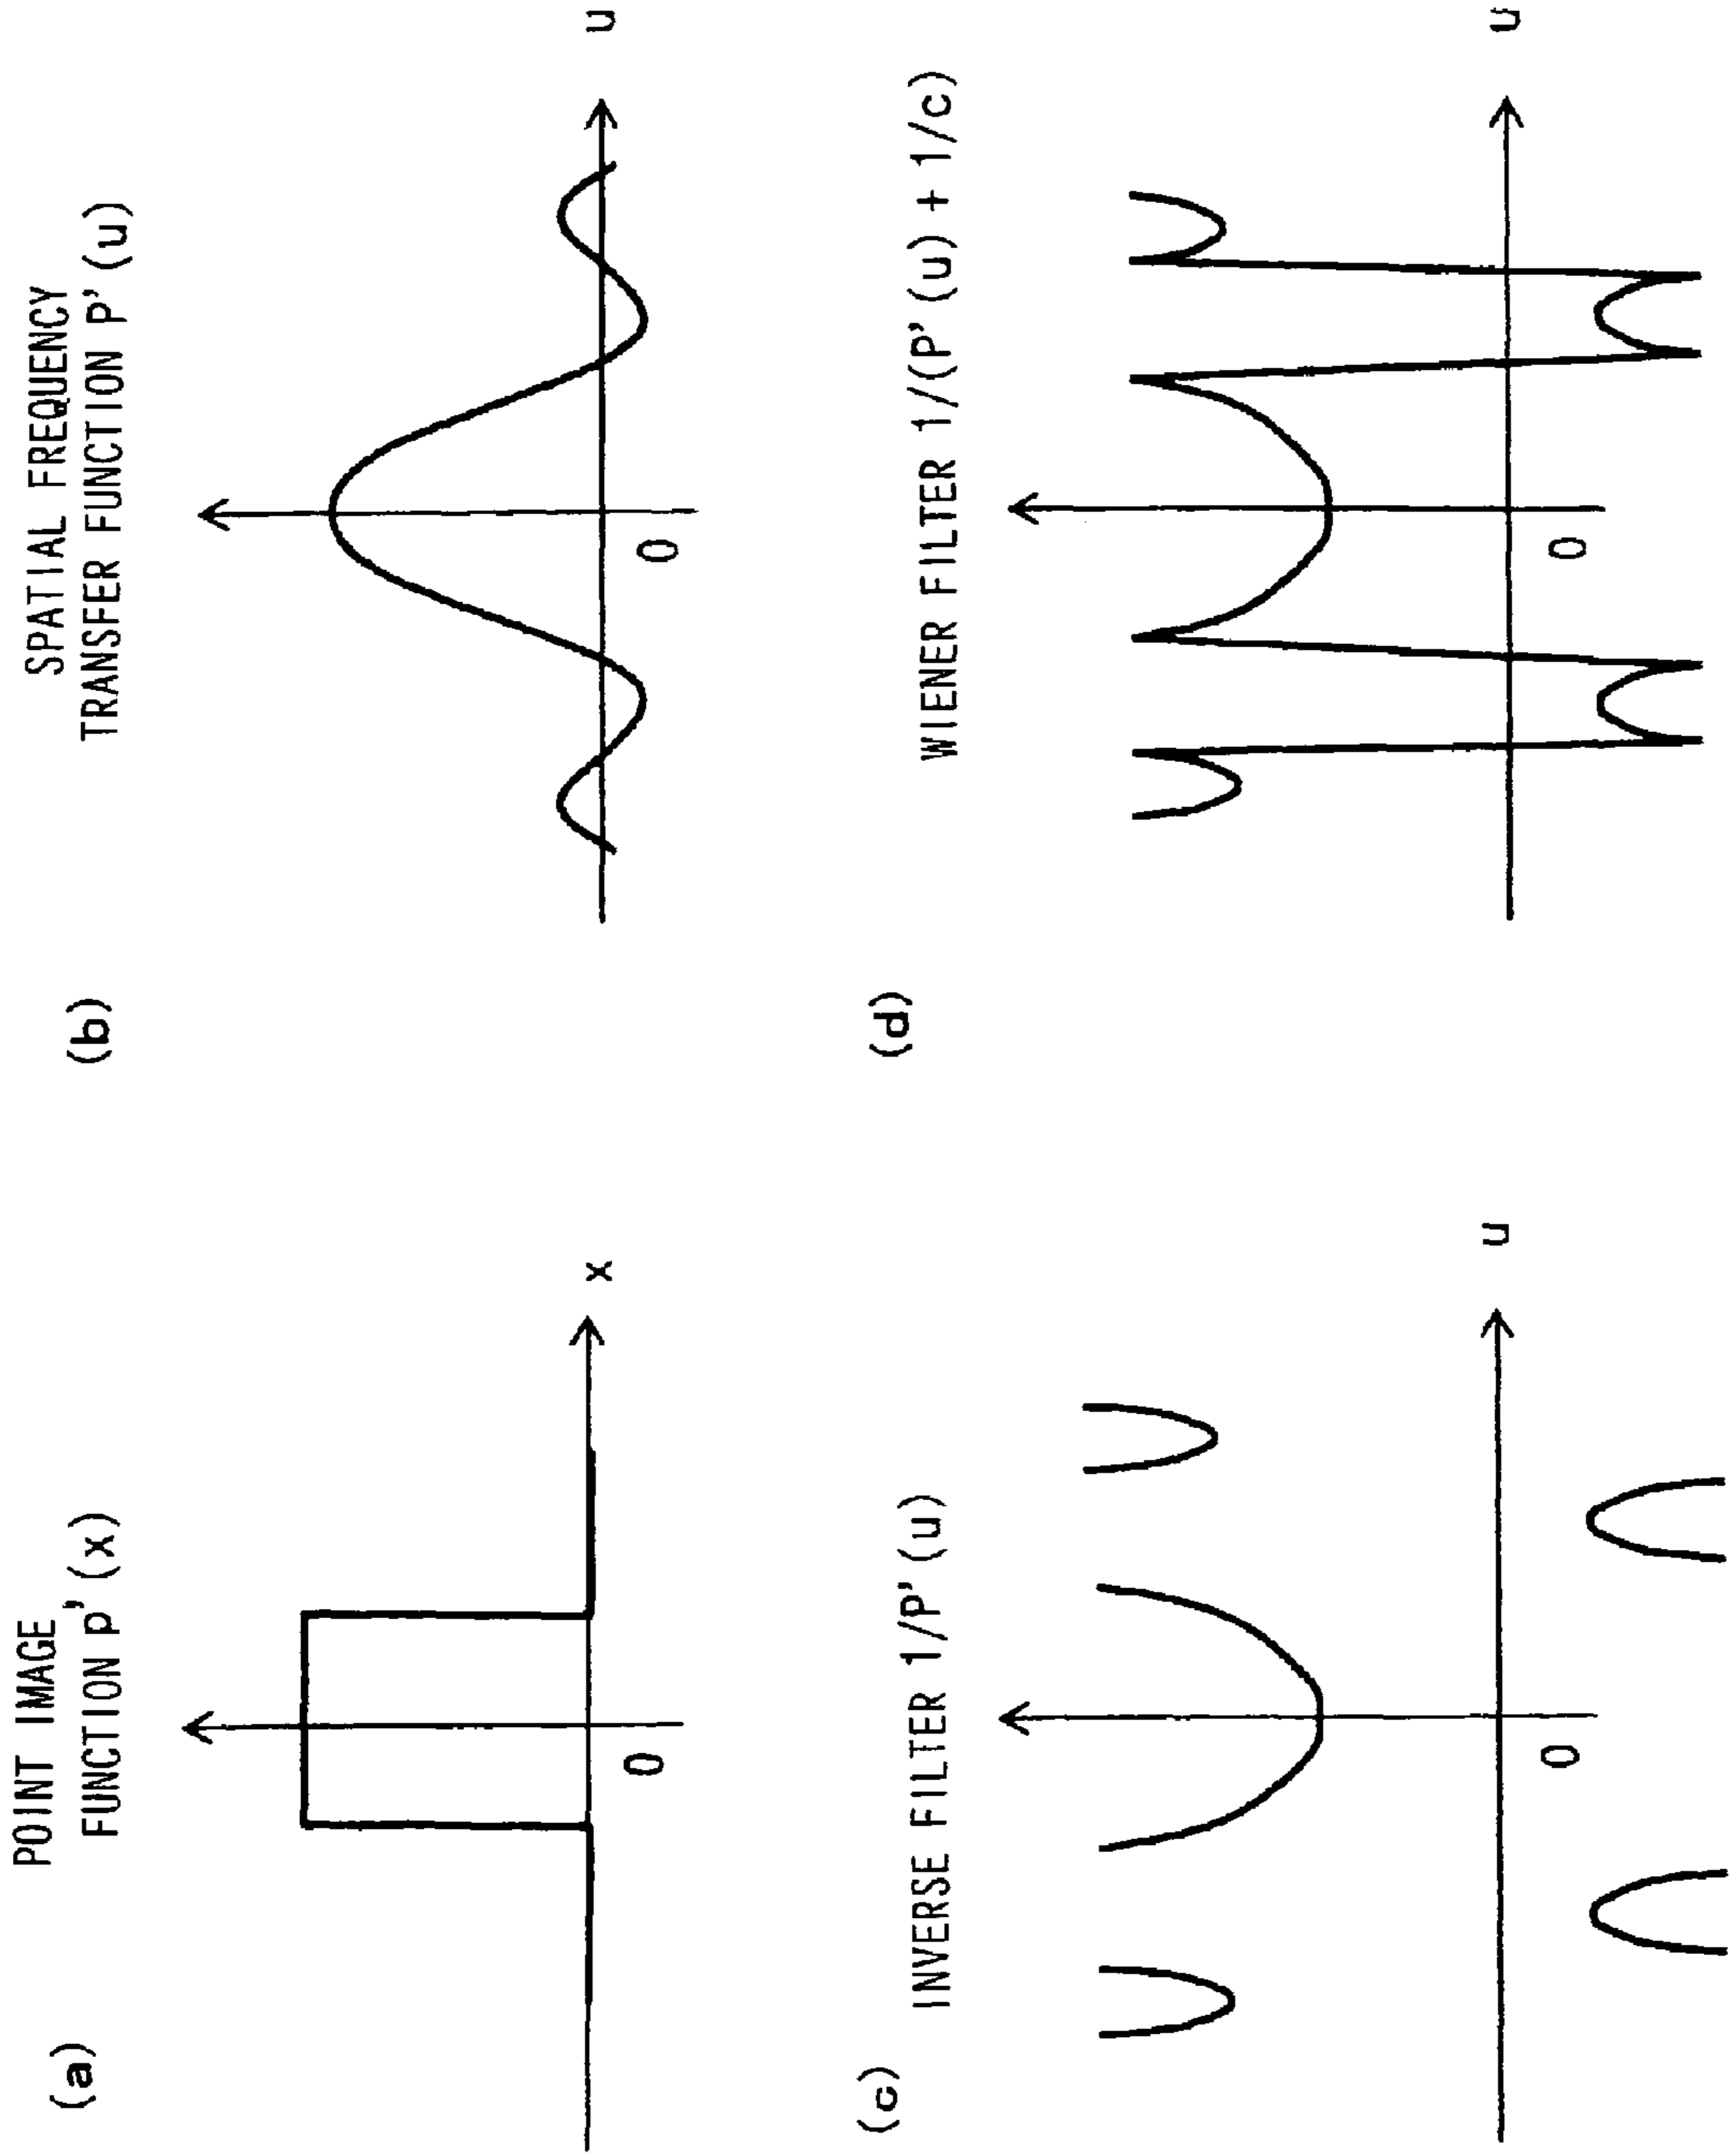 (a)
POINT IMAGE
FUNCTION p'(x)
x
0
(b)
SPATIAL FREQUENCY
TRANSFER FUNCTION P'(u)
u
0
(c)
INVERSE FILTER 1/P'(u)
u
0
(d)
WIENER FILTER 1/(P'(u) + 1/c)
u
0